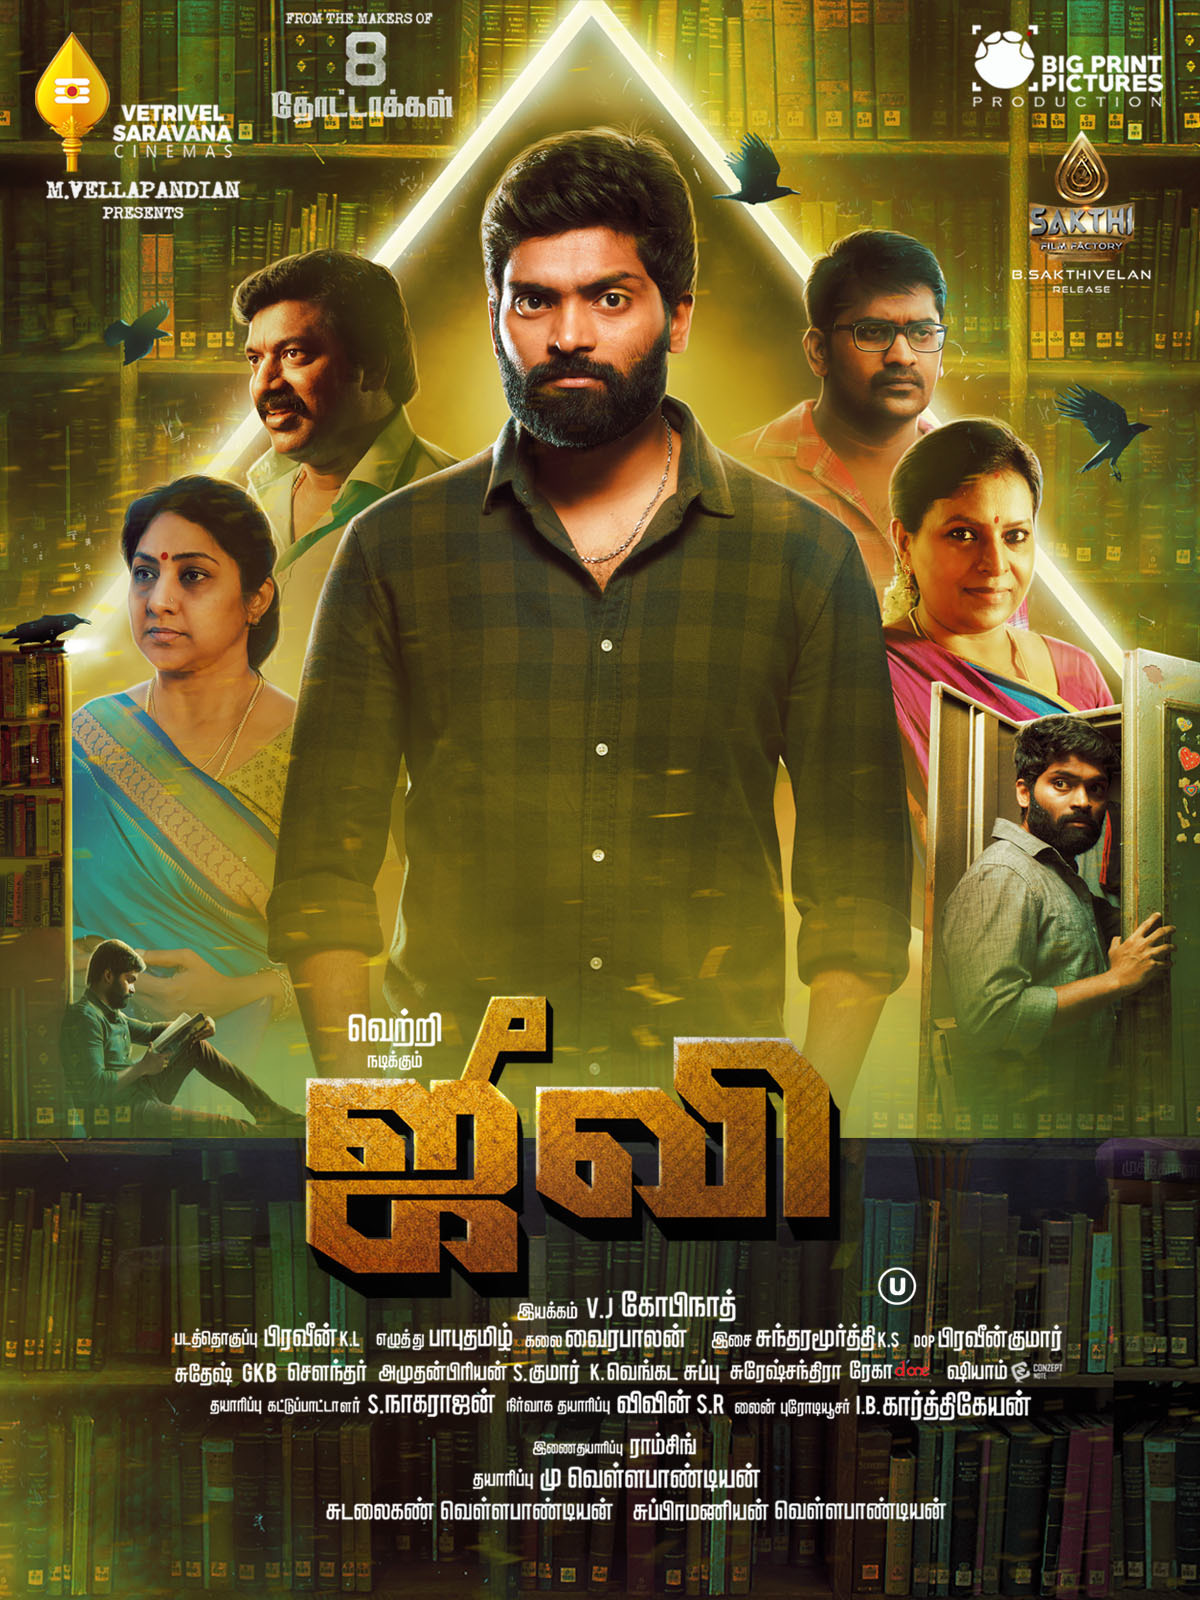 FROM THE MAKERS OF
8
தோட்டாக்கள்
VETRIVEL
SARAVANA
CINEMAS
M.VELLAPANDIAN
PRESENTS
BIG PRINT
PICTURES
PRODUCTION
SAKTHI
FILM FACTORY
B.SAKTHIVELAN
RELEASE
வெற்றி
நடிக்கும்
ஜீவி
U
இயக்கம் V.J கோபிநாத்
படத்தொகுப்பு பிரவீன் K.L எழுத்து பாபுதமிழ் கலை வைரபாலன் இசை சுந்தரமூர்த்தி K.S DOP பிரவீன்குமார்
சுதேஷ் GKB சௌந்தர் அமுதன்பிரியன் S.குமார் K.வெங்கட சுப்பு சுரேஷ்சந்திரா ரேகா done ஷியாம் CONZEPT NOTE
தயாரிப்பு கட்டுப்பாட்டாளர் S.நாகராஜன் நிர்வாக தயாரிப்பு விவின் S.R லைன் புரோடியூசர் I.B.கார்த்திகேயன்
இணைதயாரிப்பு ராம்சிங்
தயாரிப்பு மு வெள்ளபாண்டியன்
சுடலைகண் வெள்ளபாண்டியன் சுப்பிரமணியன் வெள்ளபாண்டியன்